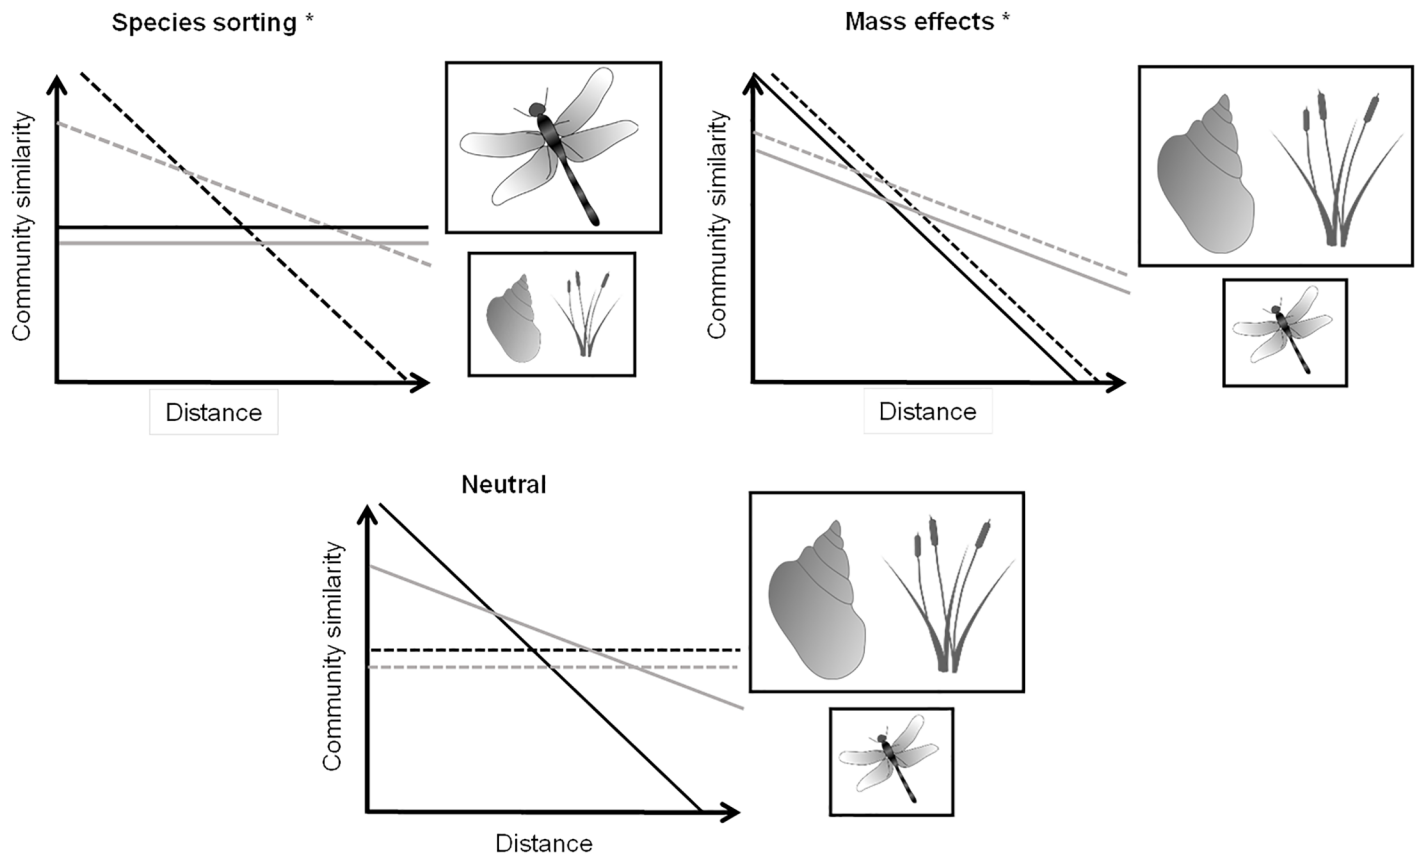 Species sorting *
Mass effects *
Community similarity
Distance
Community similarity
Distance
Neutral
Community similarity
Distance